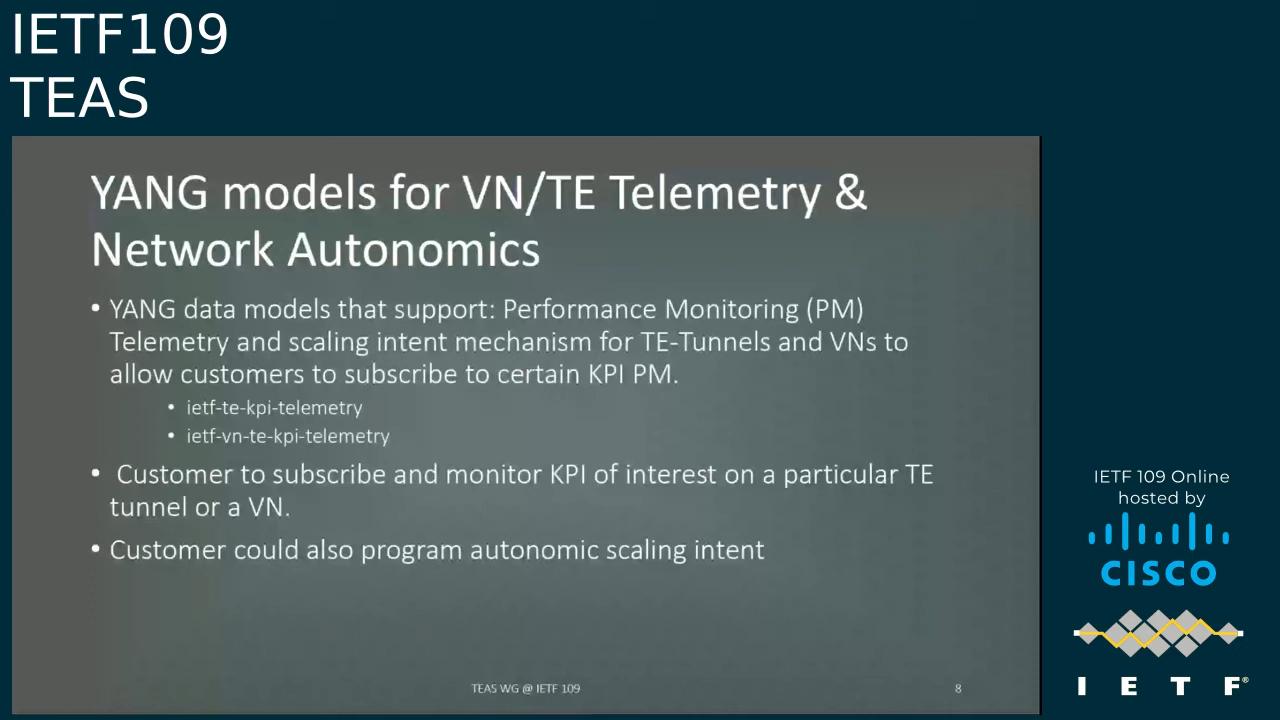 IETF109
TEAS
YANG models for VN/TE Telemetry &
Network Autonomics
• YANG data models that support: Performance Monitoring (PM)
Telemetry and scaling intent mechanism for TE-Tunnels and VNs to
allow customers to subscribe to certain KPI PM.
• ietf-te-kpi-telemetry
• ietf-vn-te-kpi-telemetry
• Customer to subscribe and monitor KPI of interest on a particular TE
tunnel or a VN.
• Customer could also program autonomic scaling intent
TEAS WG @ IETF 109
8
IETF 109 Online
hosted by
CISCO
I E T F®